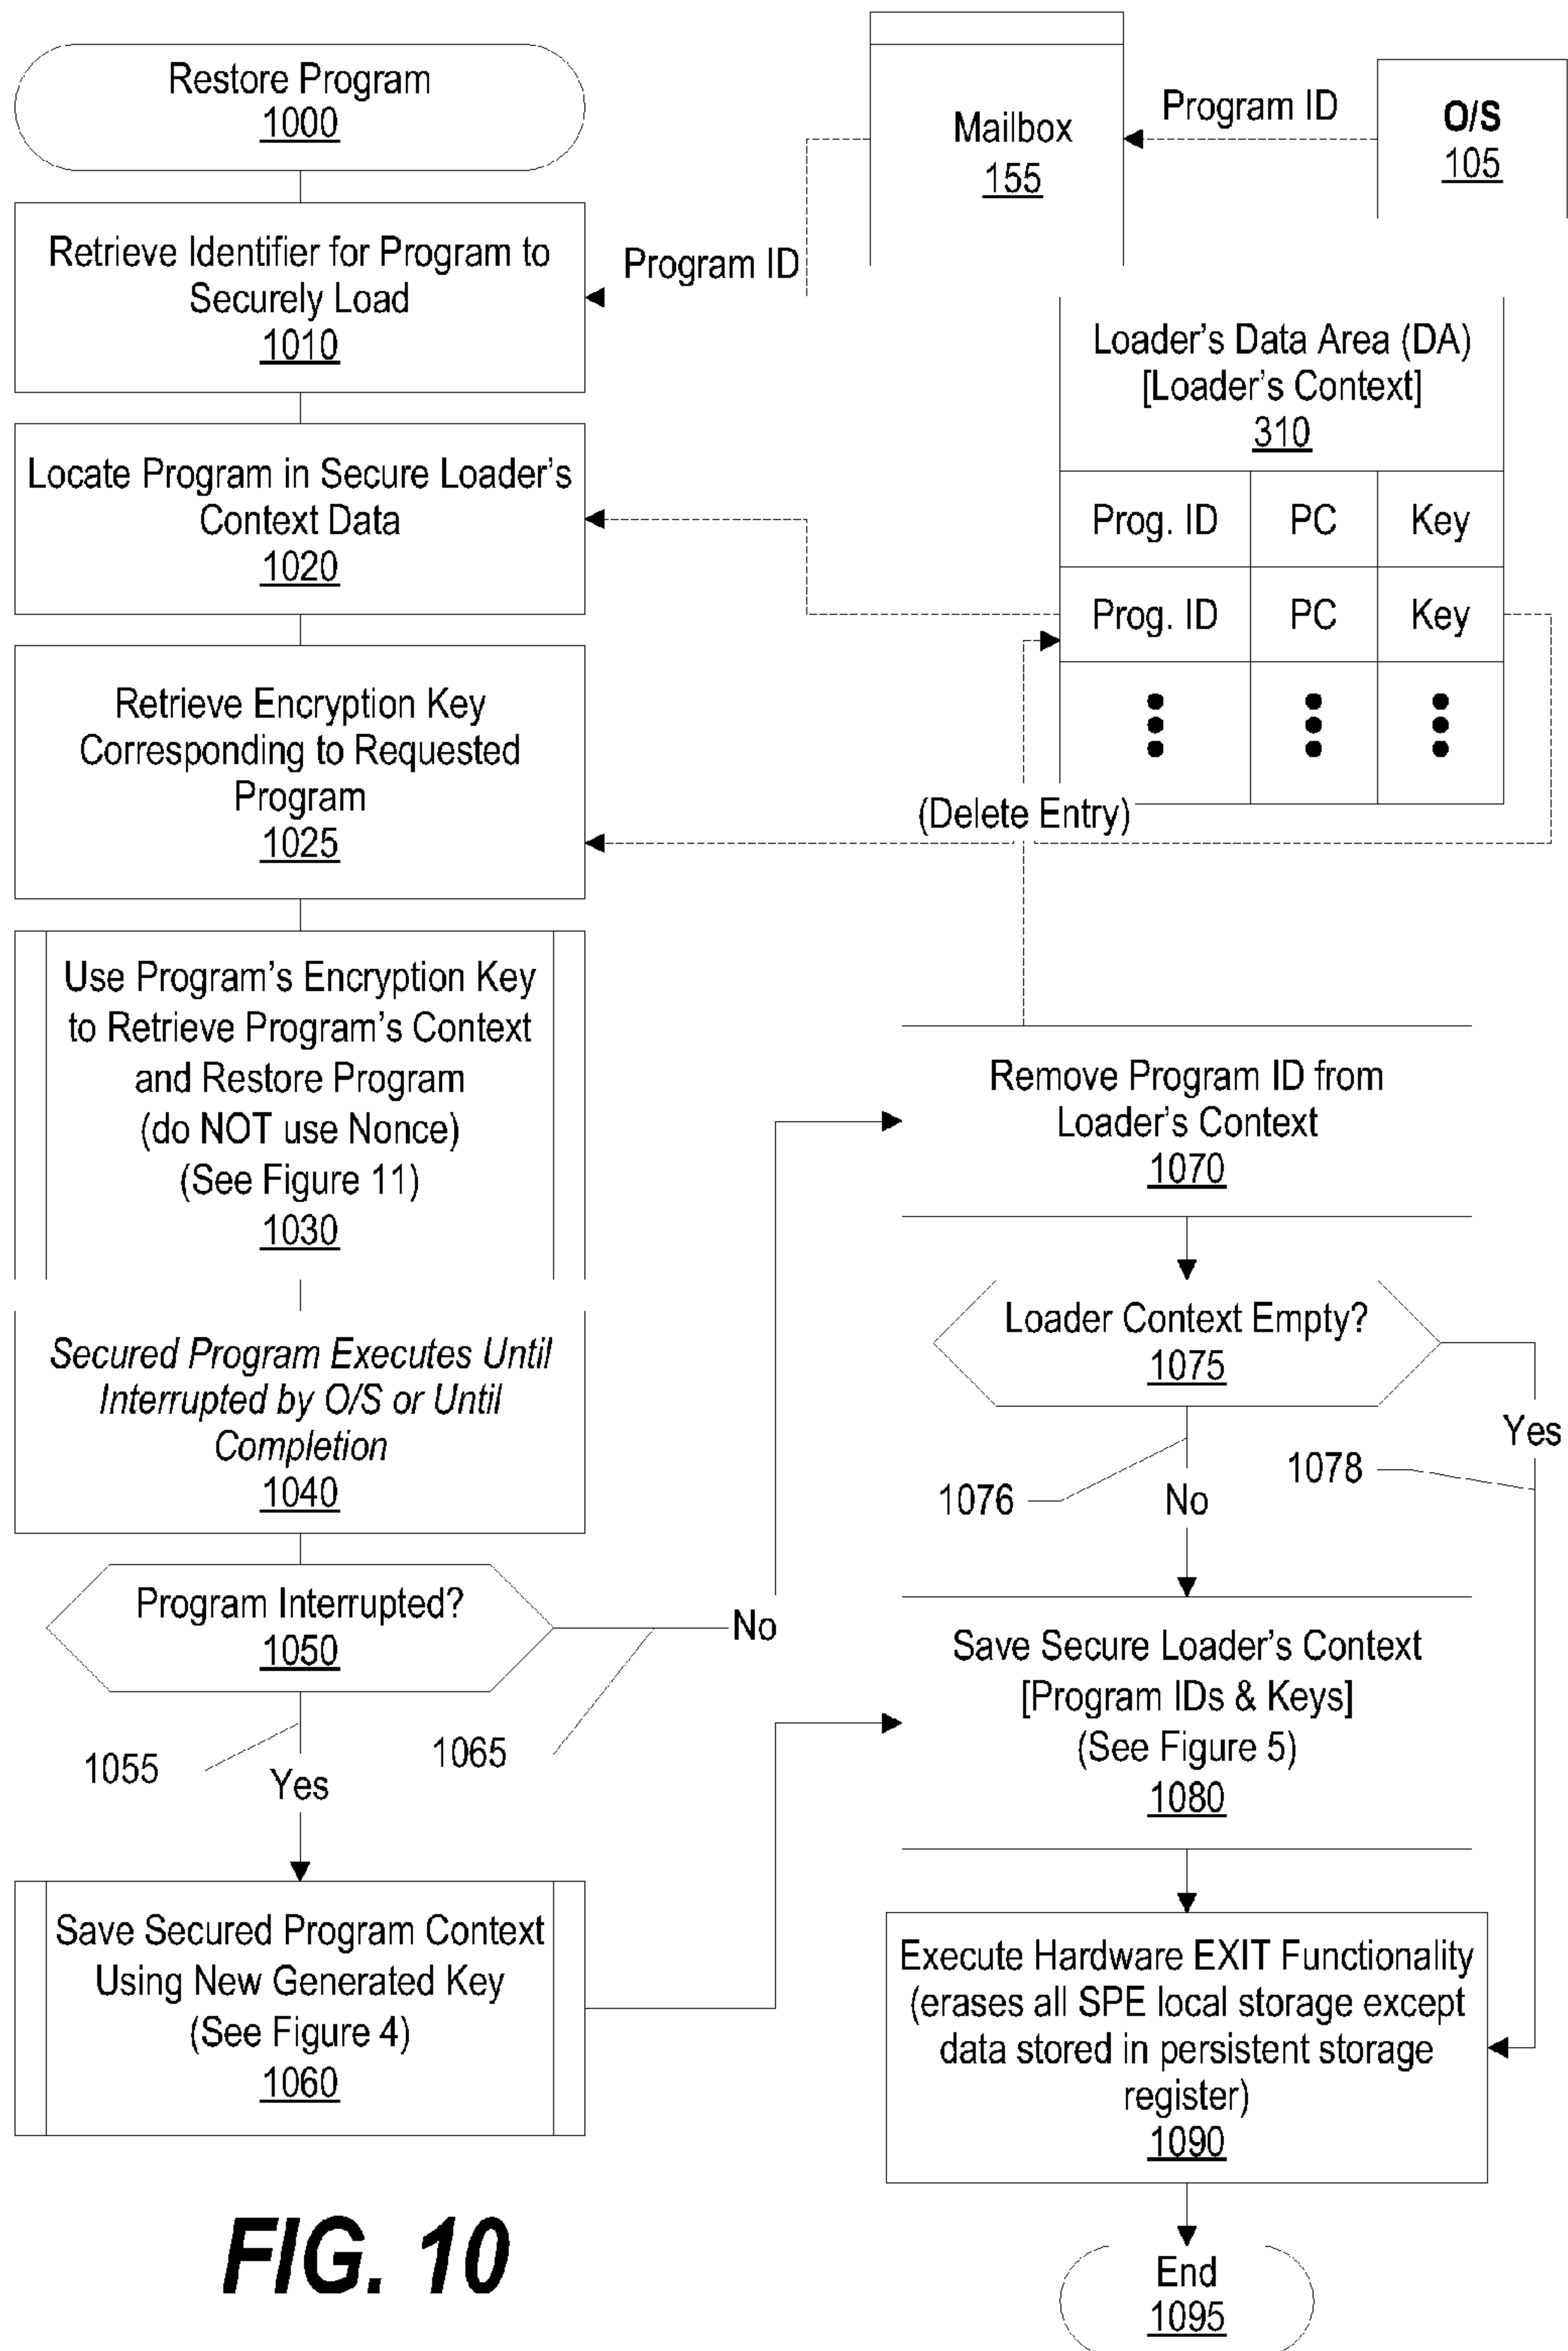 Restore Program
1000
Mailbox
155
Program ID
O/S
105
Retrieve Identifier for Program to
Securely Load
1010
Program ID
Loader's Data Area (DA)
[Loader's Context]
310
Prog. ID PC Key
Prog. ID PC Key
Locate Program in Secure Loader's
Context Data
1020
Retrieve Encryption Key
Corresponding to Requested
Program
1025
(Delete Entry)
Use Program's Encryption Key
to Retrieve Program's Context
and Restore Program
(do NOT use Nonce)
(See Figure 11)
1030
Secured Program Executes Until
Interrupted by O/S or Until
Completion
1040
Program Interrupted?
1050
No
1065
1055
Yes
Save Secured Program Context
Using New Generated Key
(See Figure 4)
1060
Remove Program ID from
Loader's Context
1070
Loader Context Empty?
1075
Yes
1078
1076
No
Save Secure Loader's Context
[Program IDs & Keys]
(See Figure 5)
1080
Execute Hardware EXIT Functionality
(erases all SPE local storage except
data stored in persistent storage
register)
1090
End
1095
FIG. 10